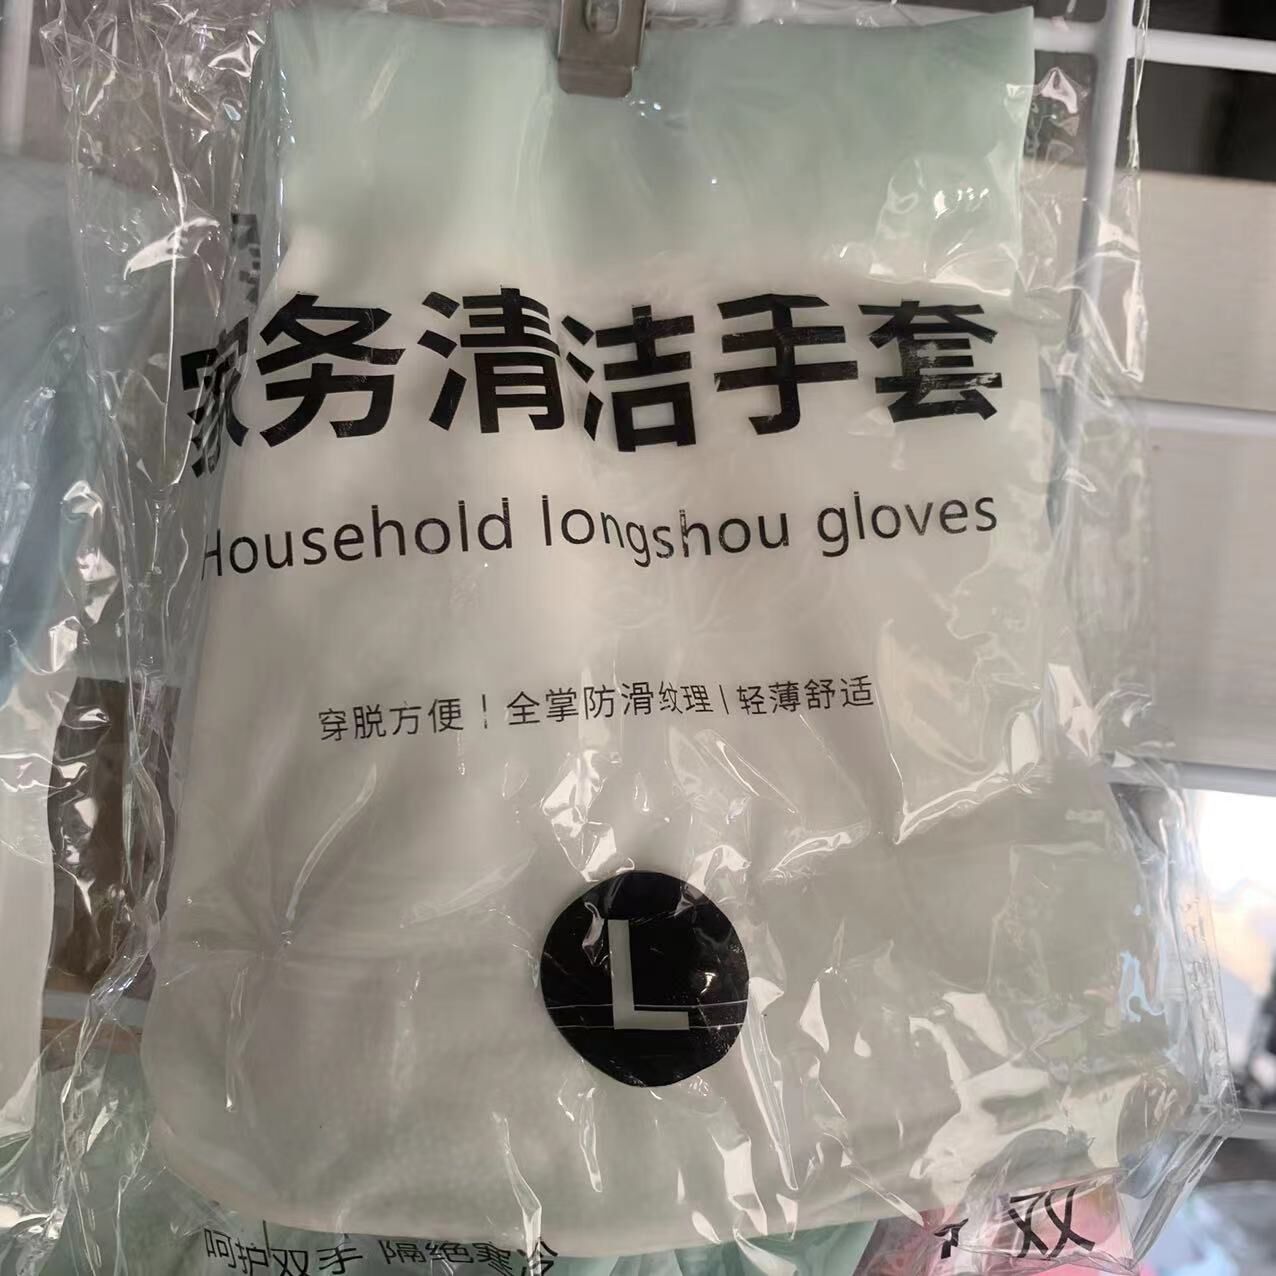 家务清洁手套
Household longshou gloves
穿脱方便 | 全掌防滑纹理 | 轻薄舒适
L
呵护双手 隔绝寒冷
双